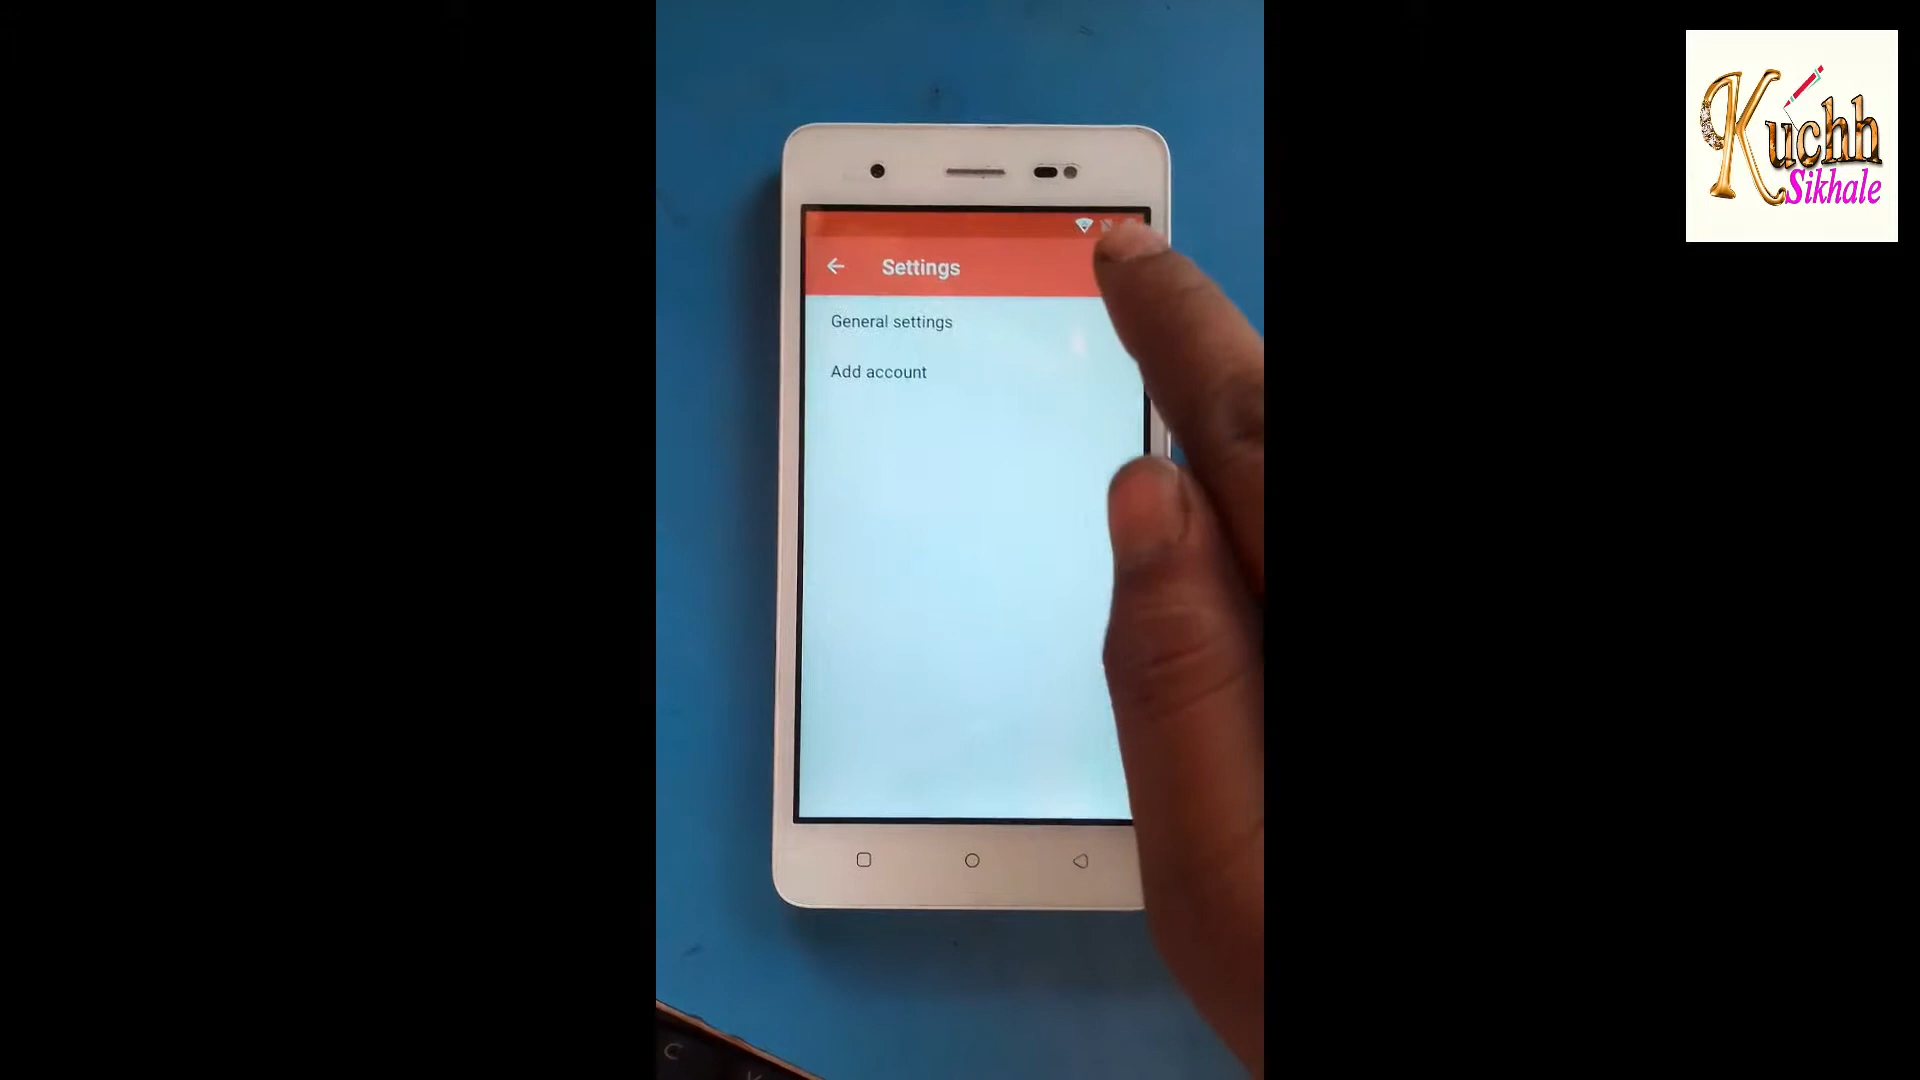 Kuchh
Sikhale
Settings
General settings
Add account
C